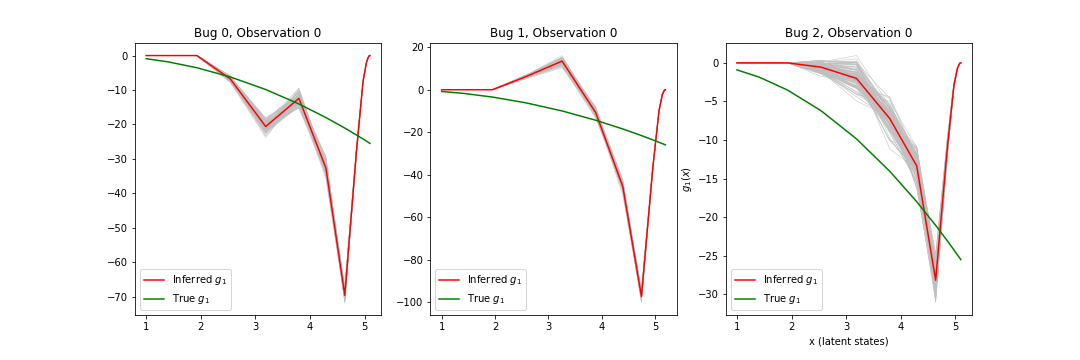 Bug 0, Observation 0
0
−10
−20
−30
−40
−50
−60
−70
1 2 3 4 5
Inferred g₁
True g₁
Bug 1, Observation 0
20
0
−20
−40
−60
−80
−100
1 2 3 4 5
Inferred g₁
True g₁
Bug 2, Observation 0
g₁(x)
0
−5
−10
−15
−20
−25
−30
1 2 3 4 5
x (latent states)
Inferred g₁
True g₁